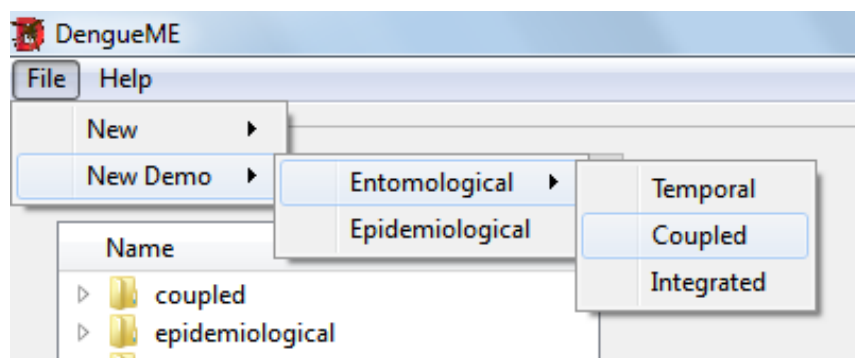 DengueME
File Help
New
New Demo
Entomological
Epidemiological
Temporal
Coupled
Integrated
Name
coupled
epidemiological